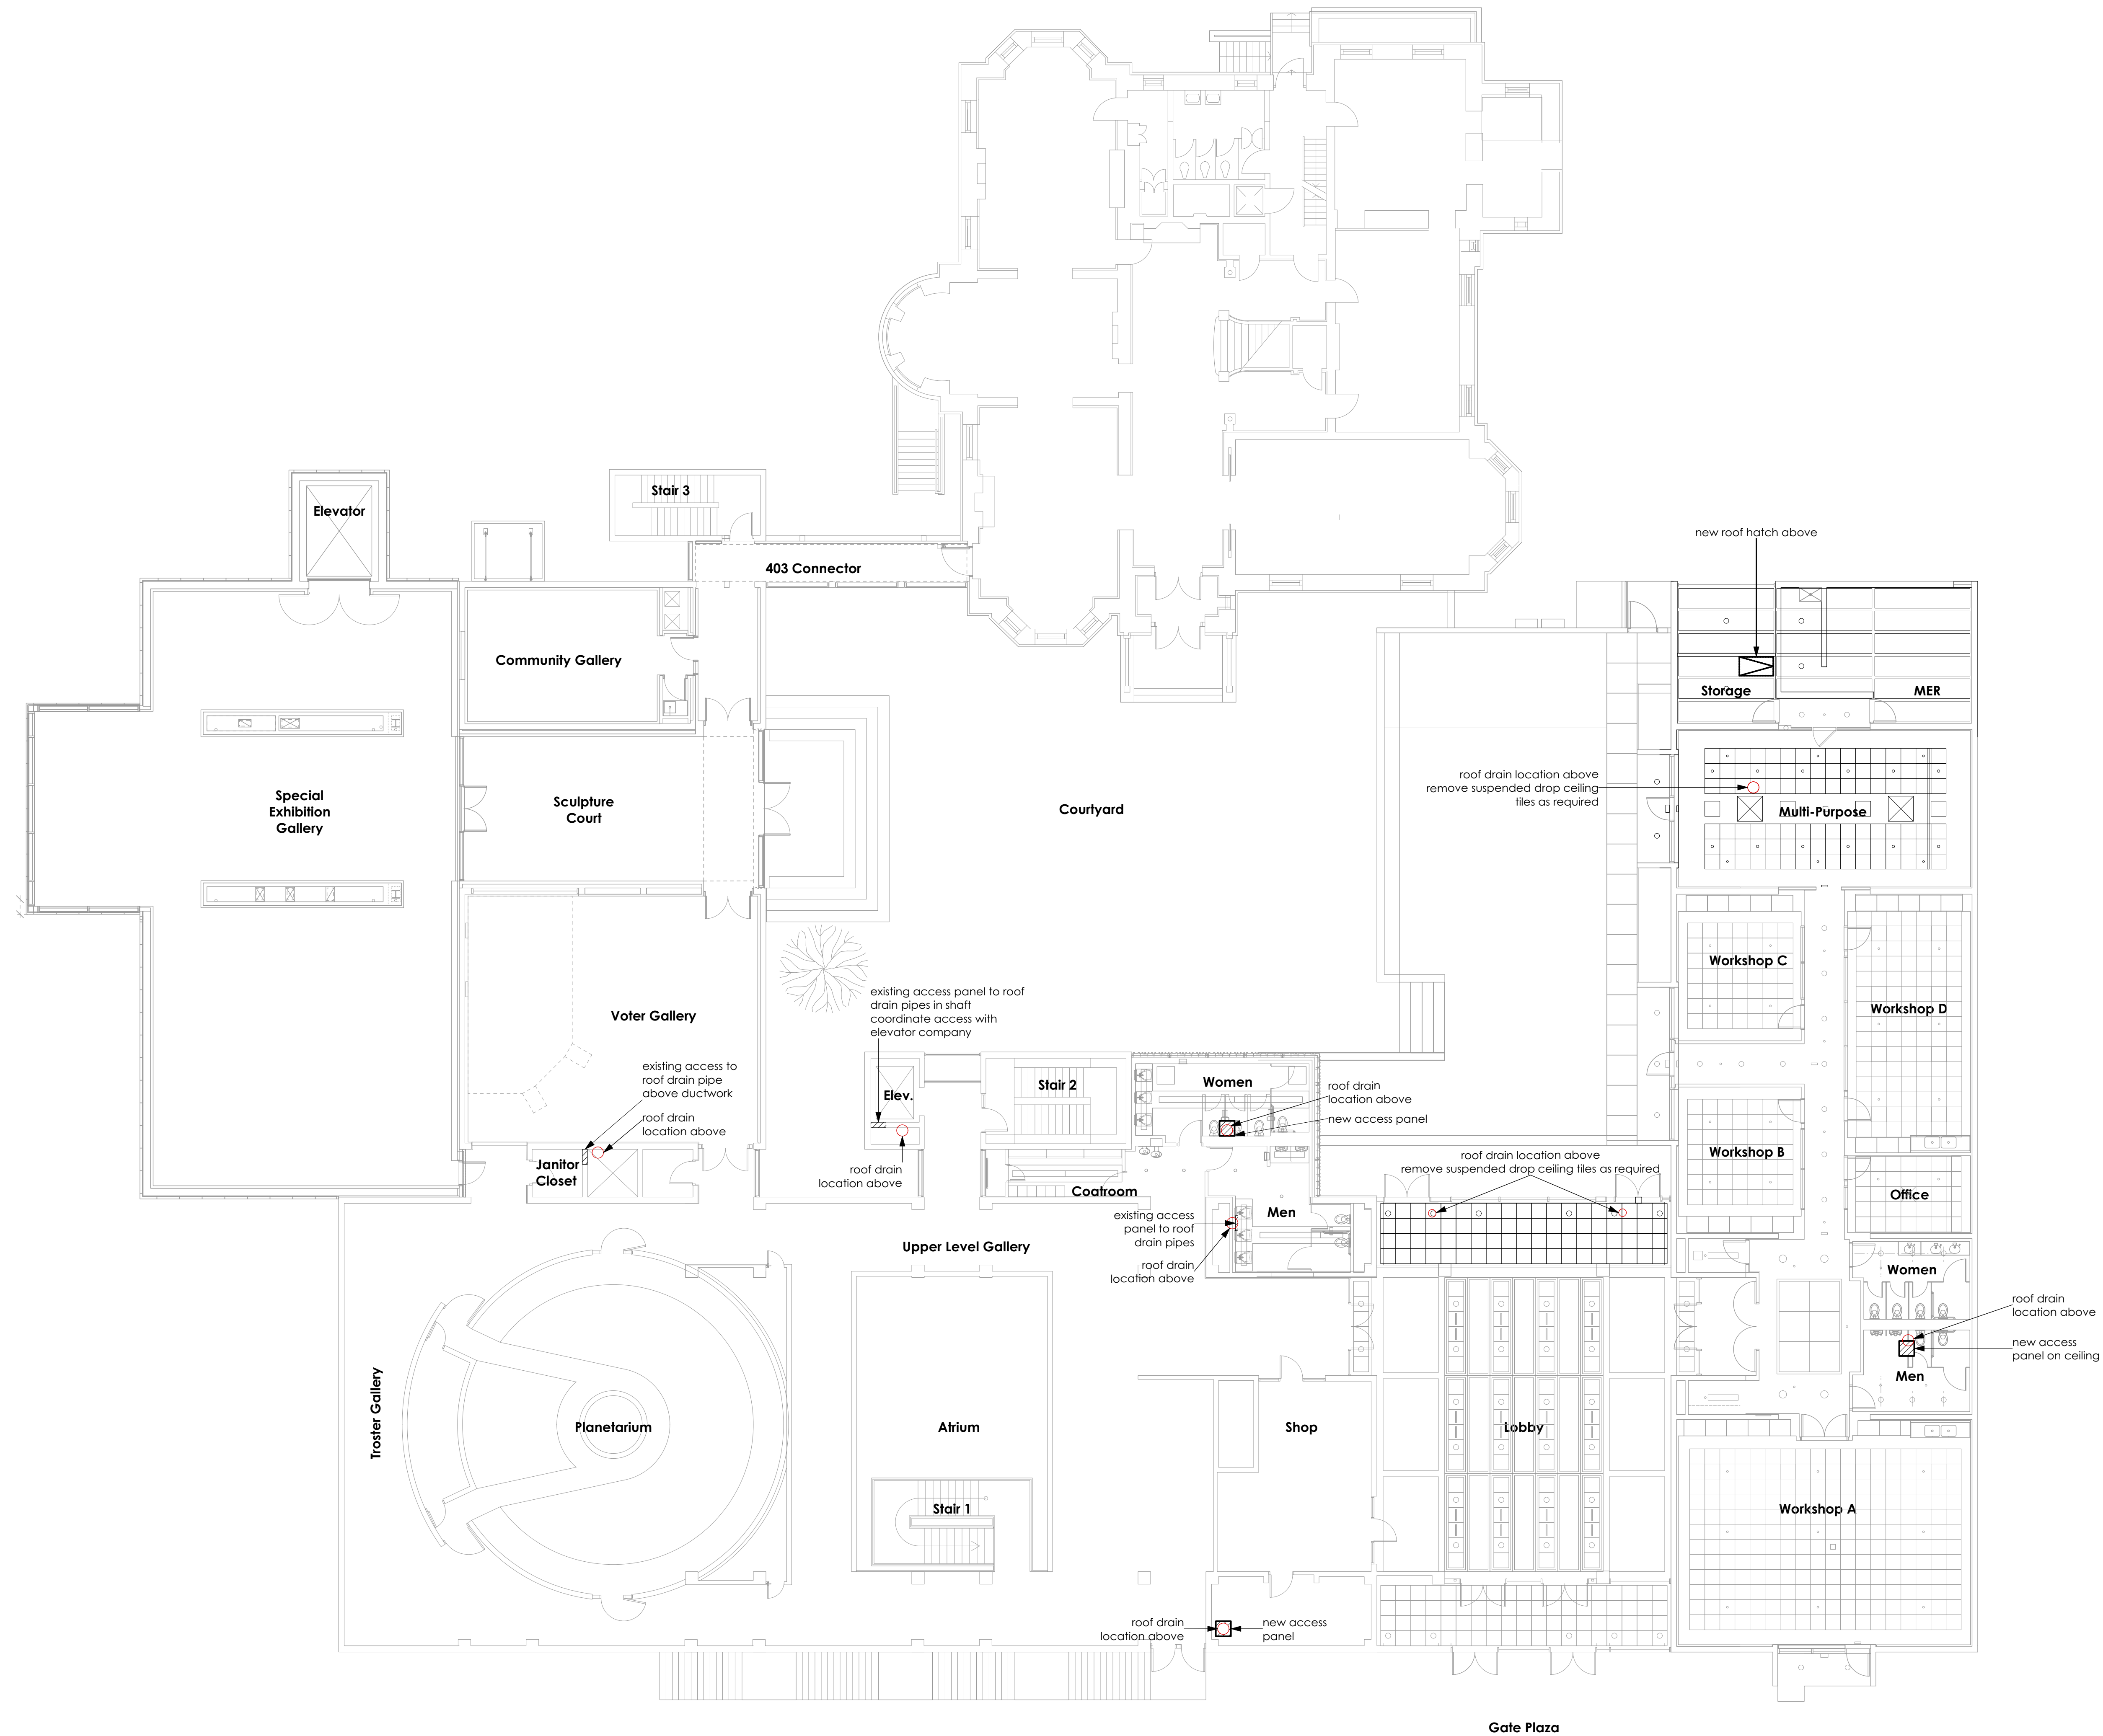 Stair 3
Elevator
new roof hatch above
403 Connector
Community Gallery
Storage
MER
roof drain location above
remove suspended drop ceiling
tiles as required
Special
Exhibition
Gallery
Sculpture
Court
Courtyard
Multi-Purpose
Workshop C
existing access panel to roof
drain pipes in shaft
coordinate access with
elevator company
Voter Gallery
Workshop D
existing access to
roof drain pipe
above ductwork
Elev.
Stair 2
Women
roof drain
location above
new access panel
roof drain
location above
Janitor
Closet
roof drain
location above
Coatroom
roof drain location above
remove suspended drop ceiling tiles as required
Workshop B
Office
existing access
panel to roof
drain pipes
Men
Upper Level Gallery
roof drain
location above
Women
roof drain
location above
new access
panel on ceiling
Men
Troster Gallery
Planetarium
Atrium
Shop
Lobby
Stair 1
Workshop A
roof drain
location above
new access
panel
Gate Plaza